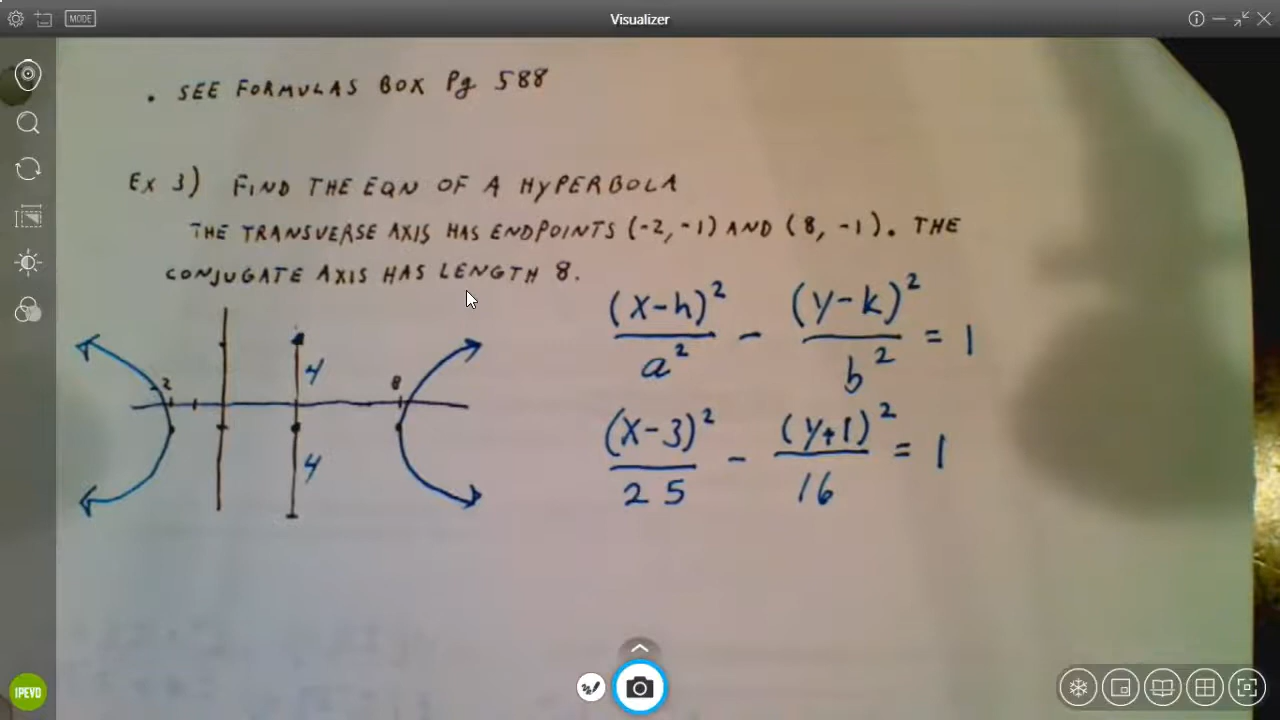 MODE
Visualizer
. SEE FORMULAS BOX Pg 588
Ex 3) FIND THE EQN OF A HYPERBOLA
THE TRANSVERSE AXIS HAS ENDPOINTS (-2, -1) AND (8, -1). THE
CONJUGATE AXIS HAS LENGTH 8.
(x-h)²/a² - (y-k)²/b² = 1
-2 4 8
(x-3)²/25 - (y+1)²/16 = 1
4
IPEVO